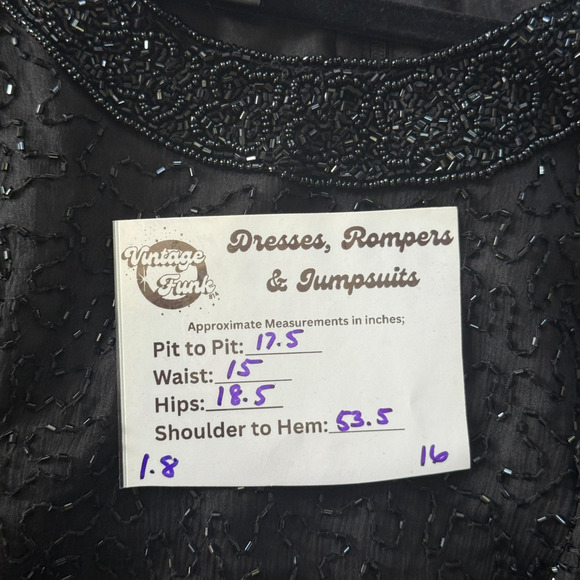 Vintage
Funk
614
Dresses, Rompers
& Jumpsuits
Approximate Measurements in inches;
Pit to Pit: 17.5
Waist: 15
Hips: 18.5
Shoulder to Hem: 53.5
1.8
16